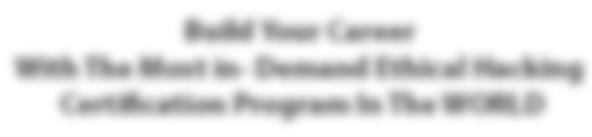 Build Your Career
With The Most in- Demand Ethical Hacking
Certification Program In The WORLD